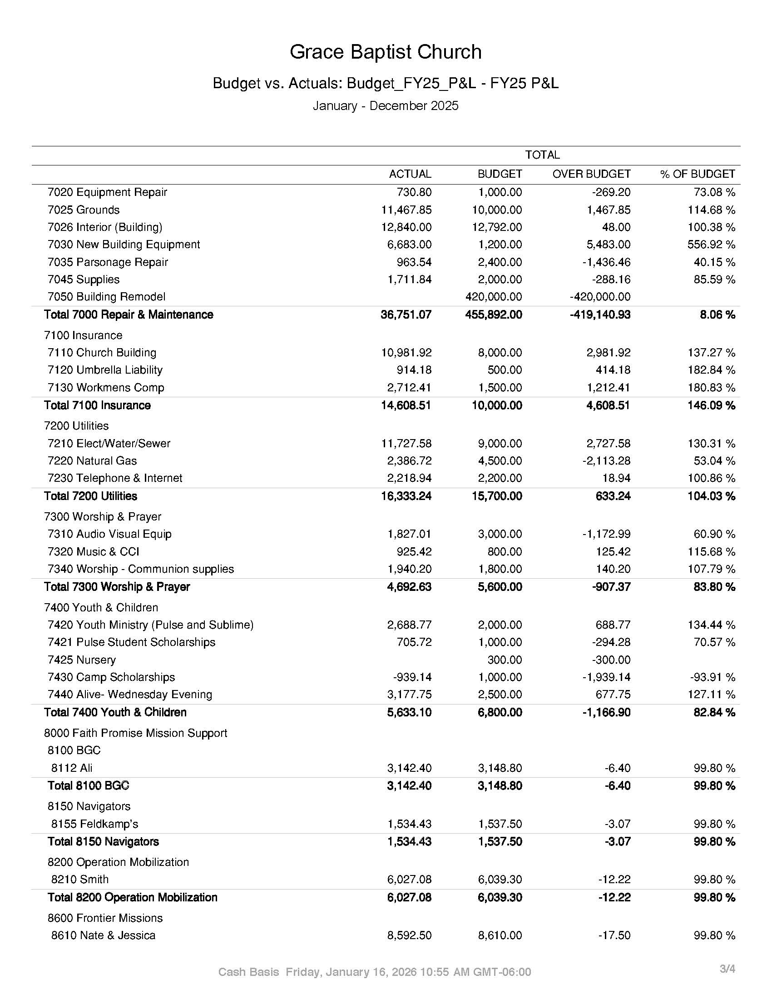 Grace Baptist Church
Budget vs. Actuals: Budget_FY25_P&L - FY25 P&L
January - December 2025
TOTAL
ACTUAL BUDGET OVER BUDGET % OF BUDGET
7020 Equipment Repair 730.80 1,000.00 -269.20 73.08 %
7025 Grounds 11,467.85 10,000.00 1,467.85 114.68 %
7026 Interior (Building) 12,840.00 12,792.00 48.00 100.38 %
7030 New Building Equipment 6,683.00 1,200.00 5,483.00 556.92 %
7035 Parsonage Repair 963.54 2,400.00 -1,436.46 40.15 %
7045 Supplies 1,711.84 2,000.00 -288.16 85.59 %
7050 Building Remodel 420,000.00 -420,000.00
Total 7000 Repair & Maintenance 36,751.07 455,892.00 -419,140.93 8.06 %
7100 Insurance
7110 Church Building 10,981.92 8,000.00 2,981.92 137.27 %
7120 Umbrella Liability 914.18 500.00 414.18 182.84 %
7130 Workmens Comp 2,712.41 1,500.00 1,212.41 180.83 %
Total 7100 Insurance 14,608.51 10,000.00 4,608.51 146.09 %
7200 Utilities
7210 Elect/Water/Sewer 11,727.58 9,000.00 2,727.58 130.31 %
7220 Natural Gas 2,386.72 4,500.00 -2,113.28 53.04 %
7230 Telephone & Internet 2,218.94 2,200.00 18.94 100.86 %
Total 7200 Utilities 16,333.24 15,700.00 633.24 104.03 %
7300 Worship & Prayer
7310 Audio Visual Equip 1,827.01 3,000.00 -1,172.99 60.90 %
7320 Music & CCI 925.42 800.00 125.42 115.68 %
7340 Worship - Communion supplies 1,940.20 1,800.00 140.20 107.79 %
Total 7300 Worship & Prayer 4,692.63 5,600.00 -907.37 83.80 %
7400 Youth & Children
7420 Youth Ministry (Pulse and Sublime) 2,688.77 2,000.00 688.77 134.44 %
7421 Pulse Student Scholarships 705.72 1,000.00 -294.28 70.57 %
7425 Nursery 300.00 -300.00
7430 Camp Scholarships -939.14 1,000.00 -1,939.14 -93.91 %
7440 Alive- Wednesday Evening 3,177.75 2,500.00 677.75 127.11 %
Total 7400 Youth & Children 5,633.10 6,800.00 -1,166.90 82.84 %
8000 Faith Promise Mission Support
8100 BGC
8112 Ali 3,142.40 3,148.80 -6.40 99.80 %
Total 8100 BGC 3,142.40 3,148.80 -6.40 99.80 %
8150 Navigators
8155 Feldkamp's 1,534.43 1,537.50 -3.07 99.80 %
Total 8150 Navigators 1,534.43 1,537.50 -3.07 99.80 %
8200 Operation Mobilization
8210 Smith 6,027.08 6,039.30 -12.22 99.80 %
Total 8200 Operation Mobilization 6,027.08 6,039.30 -12.22 99.80 %
8600 Frontier Missions
8610 Nate & Jessica 8,592.50 8,610.00 -17.50 99.80 %
Cash Basis Friday, January 16, 2026 10:55 AM GMT-06:00 3/4